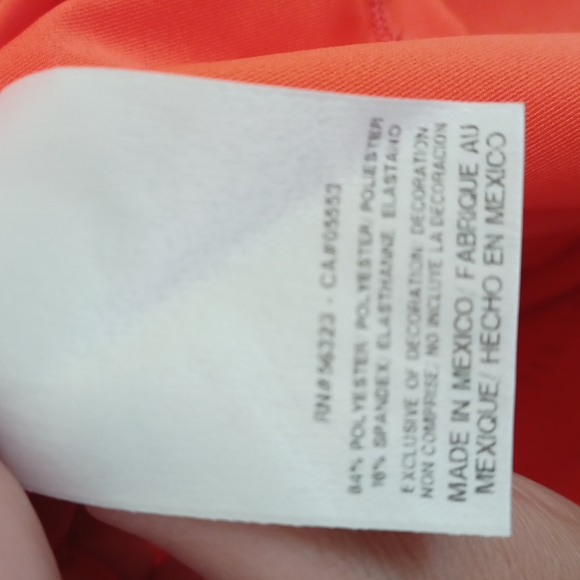 RN#56323 - CA#05553
84% POLYESTER/ POLYESTER/ POLIESTER
16% SPANDEX/ ELASTHANNE/ ELASTANO
EXCLUSIVE OF DECORATION/ DECORATION
NON COMPRISE/ NO INCLUYE LA DECORACION
MADE IN MEXICO/ FABRIQUE AU
MEXIQUE/ HECHO EN MEXICO